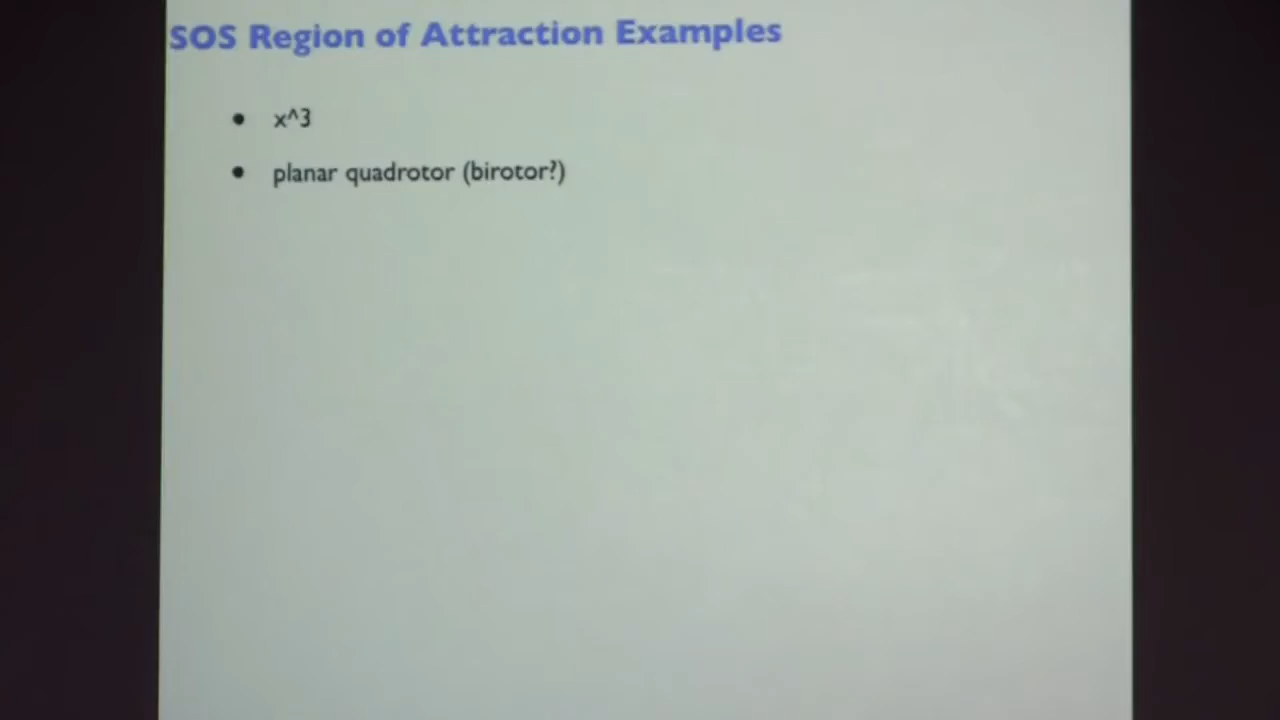 SOS Region of Attraction Examples
• x^3
• planar quadrotor (birotor?)